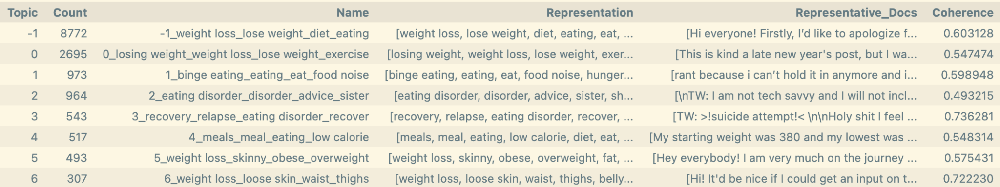 Topic Count Name Representation Representative_Docs Coherence
-1 8772 -1_weight loss_lose weight_diet_eating [weight loss, lose weight, diet, eating, eat, ... [Hi everyone! Firstly, I’d like to apologize f... 0.603128
0 2695 0_losing weight_weight loss_lose weight_exercise [losing weight, weight loss, lose weight, exer... [This is kind a late new year's post, but I wa... 0.547474
1 973 1_binge eating_eating_eat_food noise [binge eating, eating, eat, food noise, hunger... [rant because i can’t hold it in anymore and i... 0.598948
2 964 2_eating disorder_disorder_advice_sister [eating disorder, disorder, advice, sister, sh... [\nTW: I am not tech savvy and I will not incl... 0.493215
3 543 3_recovery_relapse_eating disorder_recover [recovery, relapse, eating disorder, recover, ... [TW: >!suicide attempt!< \n\nHoly shit I feel ... 0.736281
4 517 4_meals_meal_eating_low calorie [meals, meal, eating, low calorie, diet, eat, ... [My starting weight was 380 and my lowest was ... 0.548314
5 493 5_weight loss_skinny_obese_overweight [weight loss, skinny, obese, overweight, fat, ... [Hey everybody! I am very much on the journey ... 0.575431
6 307 6_weight loss_loose skin_waist_thighs [weight loss, loose skin, waist, thighs, belly... [Hi! It'd be nice if I could get an input on t... 0.722230